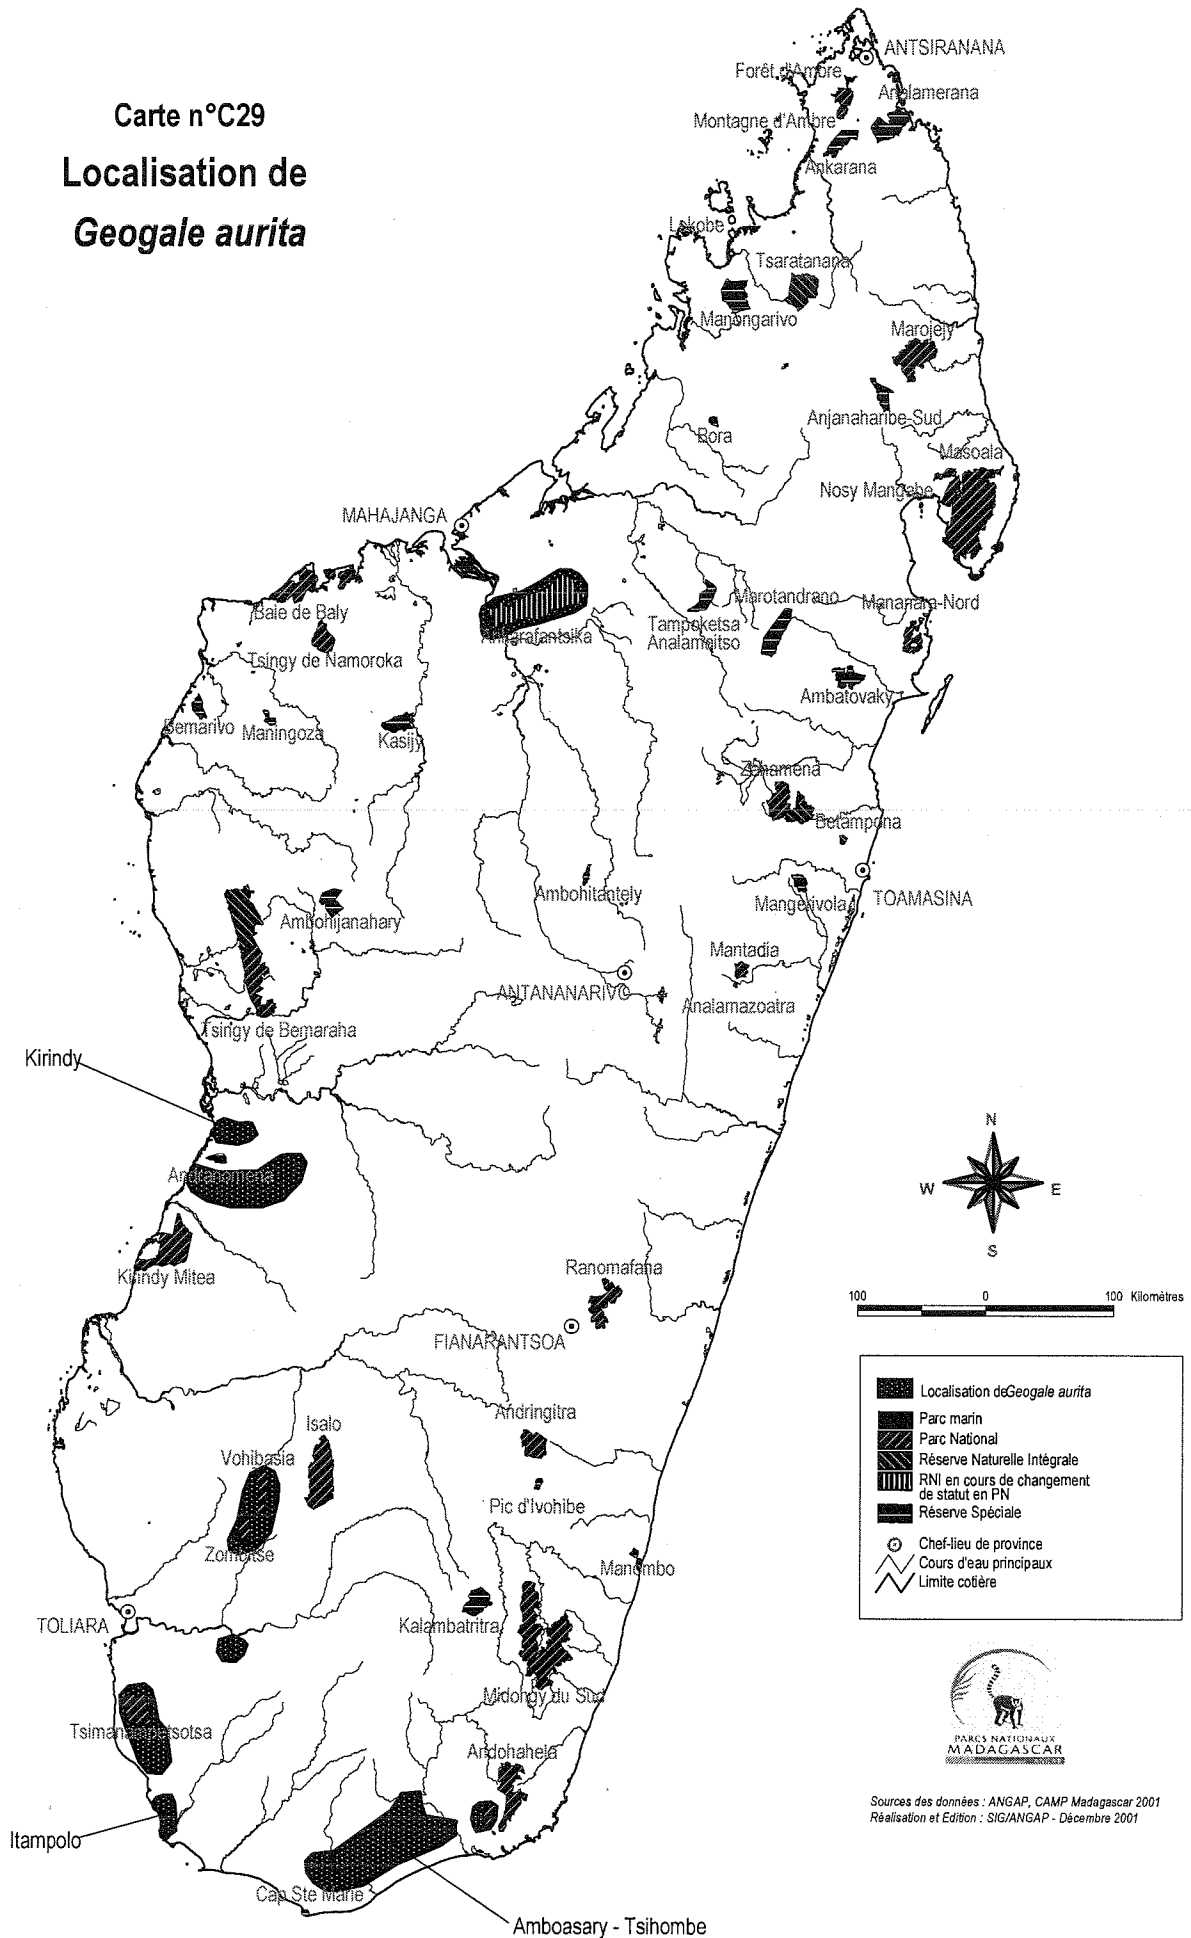 Carte n°C29
Localisation de
Geogale aurita
ANTSIRANANA
Forêt d'Ambre
Analamerana
Montagne d'Ambre
Ankarana
Lokobe
Tsaratanana
Manongarivo
Marojejy
Anjanaharibe-Sud
Bora
Masoala
Nosy Mangabe
MAHAJANGA
Baie de Baly
Ankarafantsika
Tampoketsa
Analamaitso
Marotandrano
Mananara-Nord
Tsingy de Namoroka
Ambatovaky
Bemarivo
Maningoza
Kasijy
Zahamena
Betampona
Ambohitantely
Mangerivola
TOAMASINA
Ambohijanahary
Mantadia
ANTANANARIVO
Analamazoatra
Tsingy de Bemaraha
Kirindy
Andranomena
N
W
E
S
Kirindy Mitea
Ranomafana
100
0
100 Kilomètres
FIANARANTSOA
Localisation de Geogale aurita
Parc marin
Parc National
Réserve Naturelle Intégrale
RNI en cours de changement
de statut en PN
Réserve Spéciale
Chef-lieu de province
Cours d'eau principaux
Limite cotière
Andringitra
Isalo
Vohibasia
Pic d'Ivohibe
Zombitse
Manombo
TOLIARA
Kalambatritra
Midongy du Sud
Tsimanampetsotsa
Andohahela
PARCS NATIONAUX
MADAGASCAR
Sources des données : ANGAP, CAMP Madagascar 2001
Réalisation et Edition : SIG/ANGAP - Décembre 2001
Itampolo
Cap Ste Marie
Amboasary - Tsihombe